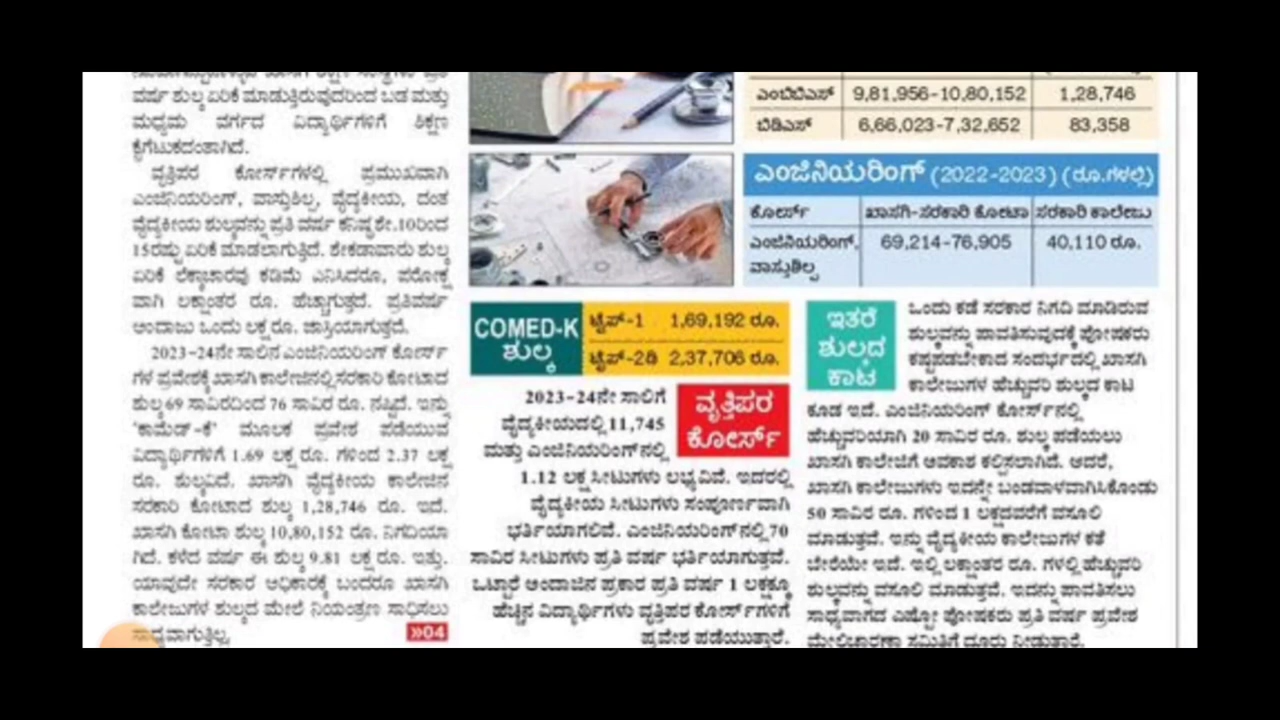 ವರ್ಷ ಶುಲ್ಕ ಏರಿಕೆ ಮಾಡುತ್ತಿರುವುದರಿಂದ ಬಡ ಮತ್ತು
ಮಧ್ಯಮ ವರ್ಗದ ವಿದ್ಯಾರ್ಥಿಗಳಿಗೆ ಶಿಕ್ಷಣ
ಕೈಗೆಟುಕದಂತಾಗಿದೆ.
ವೃತ್ತಿಪರ ಕೋರ್ಸ್‌ಗಳಲ್ಲಿ ಪ್ರಮುಖವಾಗಿ
ಎಂಜಿನಿಯರಿಂಗ್, ವಾಸ್ತುಶಿಲ್ಪ, ವೈದ್ಯಕೀಯ, ದಂತ
ವೈದ್ಯಕೀಯ ಶುಲ್ಕವನ್ನು ಪ್ರತಿ ವರ್ಷ ಕನಿಷ್ಠ ಶೇ.10ರಿಂದ
15ರಷ್ಟು ಏರಿಕೆ ಮಾಡಲಾಗುತ್ತಿದೆ. ಶೇಕಡಾವಾರು ಶುಲ್ಕ
ಏರಿಕೆ ಲೆಕ್ಕಾಚಾರವು ಕಡಿಮೆ ಎನಿಸಿದರೂ, ಪರೋಕ್ಷ
ವಾಗಿ ಲಕ್ಷಾಂತರ ರೂ. ಹೆಚ್ಚಾಗುತ್ತದೆ. ಪ್ರತಿವರ್ಷ
ಅಂದಾಜು ಒಂದು ಲಕ್ಷ ರೂ. ಜಾಸ್ತಿಯಾಗುತ್ತದೆ.
2023-24ನೇ ಸಾಲಿನ ಎಂಜಿನಿಯರಿಂಗ್ ಕೋರ್ಸ್
ಗಳ ಪ್ರವೇಶಕ್ಕೆ ಖಾಸಗಿ ಕಾಲೇಜಿನಲ್ಲಿ ಸರಕಾರಿ ಕೋಟಾದ
ಶುಲ್ಕ 69 ಸಾವಿರದಿಂದ 76 ಸಾವಿರ ರೂ. ನಷ್ಟಿದೆ. ಇನ್ನು
'ಕಾಮೆಡ್-ಕೆ' ಮೂಲಕ ಪ್ರವೇಶ ಪಡೆಯುವ
ವಿದ್ಯಾರ್ಥಿಗಳಿಗೆ 1.69 ಲಕ್ಷ ರೂ. ಗಳಿಂದ 2.37 ಲಕ್ಷ
ರೂ. ಶುಲ್ಕವಿದೆ. ಖಾಸಗಿ ವೈದ್ಯಕೀಯ ಕಾಲೇಜಿನ
ಸರಕಾರಿ ಕೋಟಾದ ಶುಲ್ಕ 1,28,746 ರೂ. ಇದೆ.
ಖಾಸಗಿ ಕೋಟಾ ಶುಲ್ಕ 10,80,152 ರೂ. ನಿಗದಿಯಾ
ಗಿದೆ. ಕಳೆದ ವರ್ಷ ಈ ಶುಲ್ಕ 9.81 ಲಕ್ಷ ರೂ. ಇತ್ತು.
ಯಾವುದೇ ಸರಕಾರ ಅಧಿಕಾರಕ್ಕೆ ಬಂದರೂ ಖಾಸಗಿ
ಕಾಲೇಜುಗಳ ಶುಲ್ಕದ ಮೇಲೆ ನಿಯಂತ್ರಣ ಸಾಧಿಸಲು
ಸಾಧ್ಯವಾಗುತ್ತಿಲ್ಲ. »04
ಎಂಬಿಬಿಎಸ್ 9,81,956-10,80,152 1,28,746
ಬಿಡಿಎಸ್ 6,66,023-7,32,652 83,358
ಎಂಜಿನಿಯರಿಂಗ್ (2022-2023) (ರೂ.ಗಳಲ್ಲಿ)
ಕೋರ್ಸ್ ಖಾಸಗಿ-ಸರಕಾರಿ ಕೋಟಾ ಸರಕಾರಿ ಕಾಲೇಜು
ಎಂಜಿನಿಯರಿಂಗ್, 69,214-76,905 40,110 ರೂ.
ವಾಸ್ತುಶಿಲ್ಪ
COMED-K
ಶುಲ್ಕ
ಟೈಪ್-1 1,69,192 ರೂ.
ಟೈಪ್-2ಡಿ 2,37,706 ರೂ.
ವೃತ್ತಿಪರ
ಕೋರ್ಸ್
2023-24ನೇ ಸಾಲಿಗೆ
ವೈದ್ಯಕೀಯದಲ್ಲಿ 11,745
ಮತ್ತು ಎಂಜಿನಿಯರಿಂಗ್‌ನಲ್ಲಿ
1.12 ಲಕ್ಷ ಸೀಟುಗಳು ಲಭ್ಯವಿವೆ. ಇದರಲ್ಲಿ
ವೈದ್ಯಕೀಯ ಸೀಟುಗಳು ಸಂಪೂರ್ಣವಾಗಿ
ಭರ್ತಿಯಾಗಲಿವೆ. ಎಂಜಿನಿಯರಿಂಗ್‌ನಲ್ಲಿ 70
ಸಾವಿರ ಸೀಟುಗಳು ಪ್ರತಿ ವರ್ಷ ಭರ್ತಿಯಾಗುತ್ತವೆ.
ಒಟ್ಟಾರೆ ಅಂದಾಜಿನ ಪ್ರಕಾರ ಪ್ರತಿ ವರ್ಷ 1 ಲಕ್ಷಕ್ಕೂ
ಹೆಚ್ಚಿನ ವಿದ್ಯಾರ್ಥಿಗಳು ವೃತ್ತಿಪರ ಕೋರ್ಸ್‌ಗಳಿಗೆ
ಪ್ರವೇಶ ಪಡೆಯುತ್ತಾರೆ.
ಇತರೆ
ಶುಲ್ಕದ
ಕಾಟ
ಒಂದು ಕಡೆ ಸರಕಾರ ನಿಗದಿ ಮಾಡಿರುವ
ಶುಲ್ಕವನ್ನು ಪಾವತಿಸುವುದಕ್ಕೆ ಪೋಷಕರು
ಕಷ್ಟಪಡಬೇಕಾದ ಸಂದರ್ಭದಲ್ಲಿ ಖಾಸಗಿ
ಕಾಲೇಜುಗಳ ಹೆಚ್ಚುವರಿ ಶುಲ್ಕದ ಕಾಟ
ಕೂಡ ಇದೆ. ಎಂಜಿನಿಯರಿಂಗ್ ಕೋರ್ಸ್‌ನಲ್ಲಿ
ಹೆಚ್ಚುವರಿಯಾಗಿ 20 ಸಾವಿರ ರೂ. ಶುಲ್ಕ ಪಡೆಯಲು
ಖಾಸಗಿ ಕಾಲೇಜಿಗೆ ಅವಕಾಶ ಕಲ್ಪಿಸಲಾಗಿದೆ. ಆದರೆ,
ಖಾಸಗಿ ಕಾಲೇಜುಗಳು ಇದನ್ನೇ ಬಂಡವಾಳವಾಗಿಸಿಕೊಂಡು
50 ಸಾವಿರ ರೂ. ಗಳಿಂದ 1 ಲಕ್ಷದವರೆಗೆ ವಸೂಲಿ
ಮಾಡುತ್ತವೆ. ಇನ್ನು ವೈದ್ಯಕೀಯ ಕಾಲೇಜುಗಳ ಕತೆ
ಬೇರೆಯೇ ಇದೆ. ಇಲ್ಲಿ ಲಕ್ಷಾಂತರ ರೂ. ಗಳಲ್ಲಿ ಹೆಚ್ಚುವರಿ
ಶುಲ್ಕವನ್ನು ವಸೂಲಿ ಮಾಡುತ್ತವೆ. ಇದನ್ನು ಪಾವತಿಸಲು
ಸಾಧ್ಯವಾಗದ ಎಷ್ಟೋ ಪೋಷಕರು ಪ್ರತಿ ವರ್ಷ ಪ್ರವೇಶ
ಮೇಲ್ವಿಚಾರಣಾ ಸಮಿತಿಗೆ ದೂರು ನೀಡುತ್ತಾರೆ.